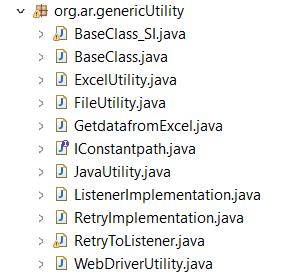 org.ar.genericUtility
BaseClass_SI.java
BaseClass.java
ExcelUtility.java
FileUtility.java
GetdatafromExcel.java
IConstantpath.java
JavaUtility.java
ListenerImplementation.java
RetryImplementation.java
RetryToListener.java
WebDriverUtility.java